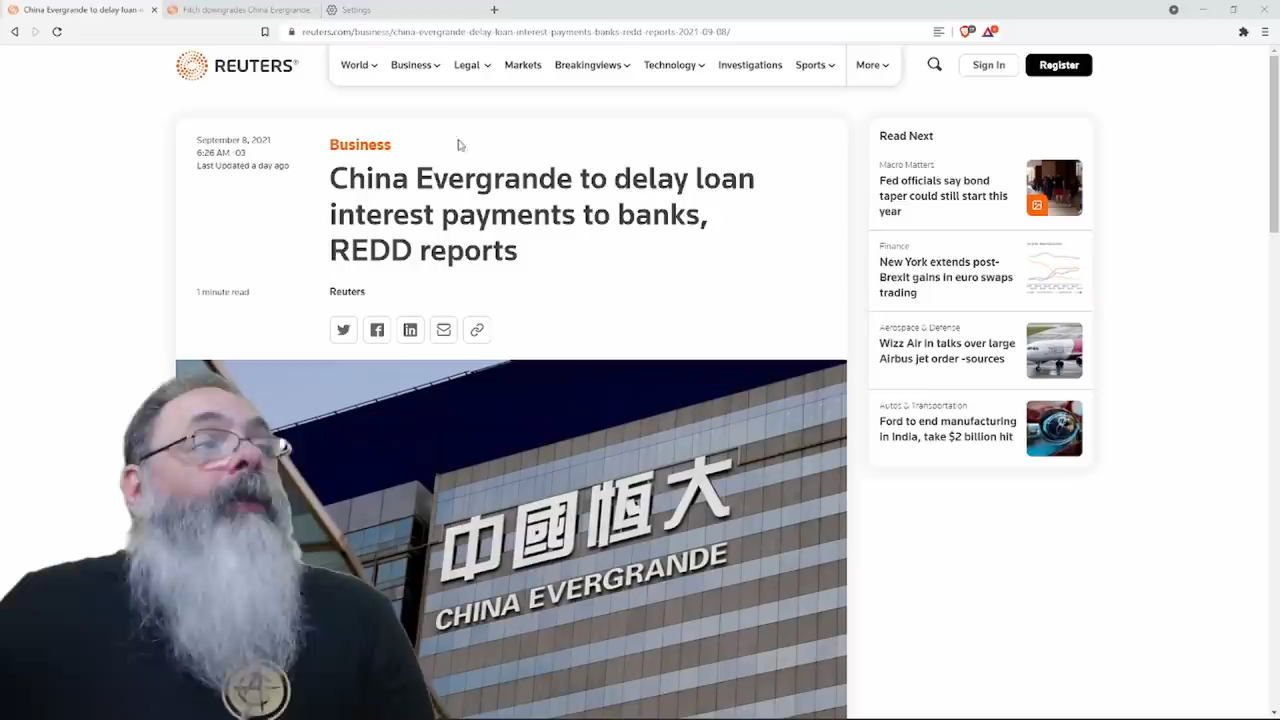 China Evergrande to delay loan
Fitch downgrades China Evergrande,
Settings
reuters.com/business/china-evergrande-delay-loan-interest-payments-banks-redd-reports-2021-09-08/
REUTERS®
World
Business
Legal
Markets
Breakingviews
Technology
Investigations
Sports
More
Sign In
Register
September 8, 2021
6:26 AM -03
Last Updated a day ago
Business
China Evergrande to delay loan
interest payments to banks,
REDD reports
1 minute read
Reuters
中國恆大
CHINA EVERGRANDE
Read Next
Macro Matters
Fed officials say bond
taper could still start this
year
Finance
New York extends post-
Brexit gains in euro swaps
trading
Aerospace & Defense
Wizz Air in talks over large
Airbus jet order -sources
Autos & Transportation
Ford to end manufacturing
in India, take $2 billion hit